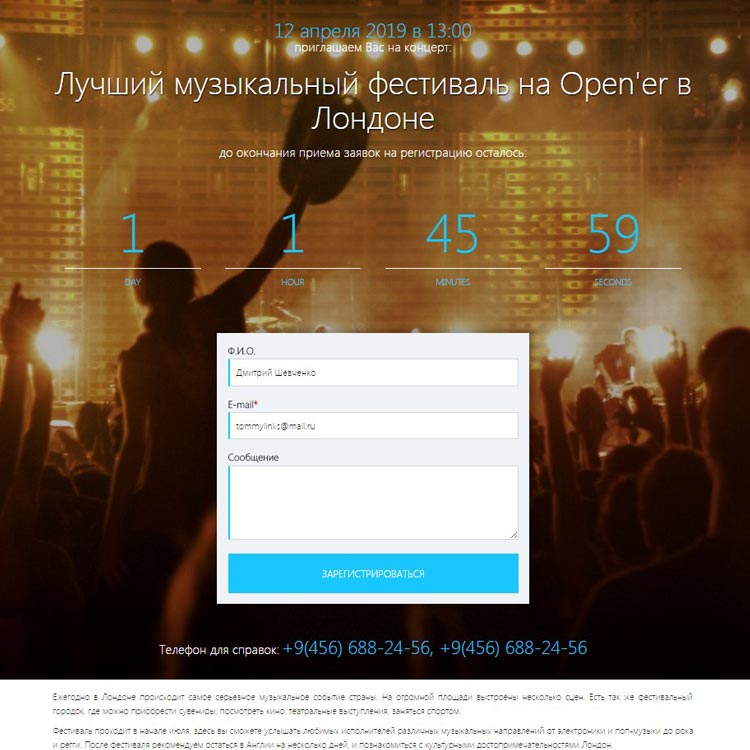 12 апреля 2019 в 13:00
приглашаем Вас на концерт:
Лучший музыкальный фестиваль на Open'er в
Лондоне
до окончания приема заявок на регистрацию осталось:
1 1 45 59
DAY HOUR MINUTES SECONDS
Ф.И.О.
Дмитрий Шевченко
E-mail*
tommylinks@mail.ru
Сообщение
ЗАРЕГИСТРИРОВАТЬСЯ
Телефон для справок: +9(456) 688-24-56, +9(456) 688-24-56
Ежегодно в Лондоне происходит самое серьезное музыкальное событие страны. На огромной площади выстроены несколько сцен. Есть так же фестивальный
городок, где можно приобрести сувениры, посмотреть кино, театральные выступления, заняться спортом.
Фестиваль проходит в начале июля, здесь вы сможете услышать любимых исполнителей различных музыкальных направлений от электроники и поп-музыки до рока
и регги. После фестиваля рекомендуем остаться в Англии на несколько дней, и познакомиться с культурными достопримечательностями Лондон.